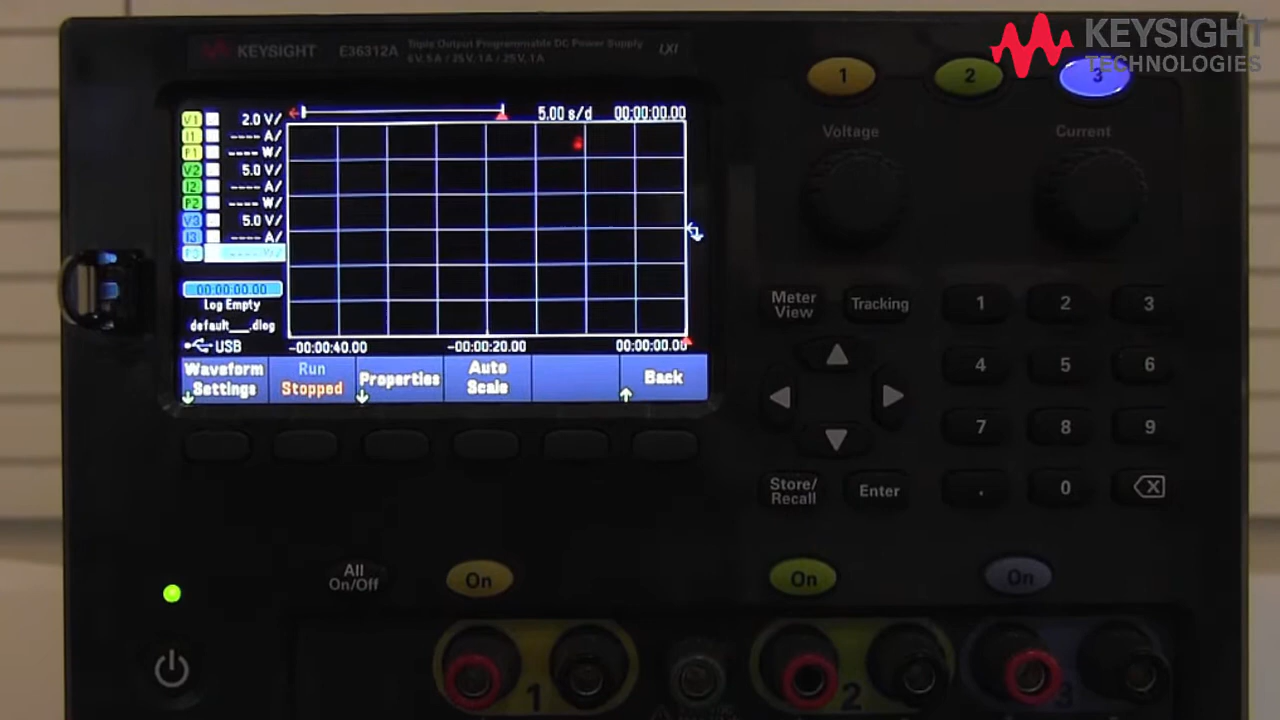 KEYSIGHT
TECHNOLOGIES
KEYSIGHT E36312A Triple Output Programmable DC Power Supply LXI
6V, 5A / 25V, 1A / 25V, 1A
1 2 3
Voltage Current
V1 2.0 V/
I1 ---- A/
P1 ---- W/
V2 5.0 V/
I2 ---- A/
P2 ---- W/
V3 5.0 V/
I3 ---- A/
5.00 s/d 00:00:00.00
00:00:00.00
Log Empty
default___.dlog
USB
-00:00:40.00 -00:00:20.00 00:00:00.00
Waveform
Settings
Run
Stopped
Properties
Auto
Scale
Back
Meter
View
Tracking
1 2 3
4 5 6
7 8 9
. 0
Store/
Recall
Enter
All
On/Off
On On On
1 2 3